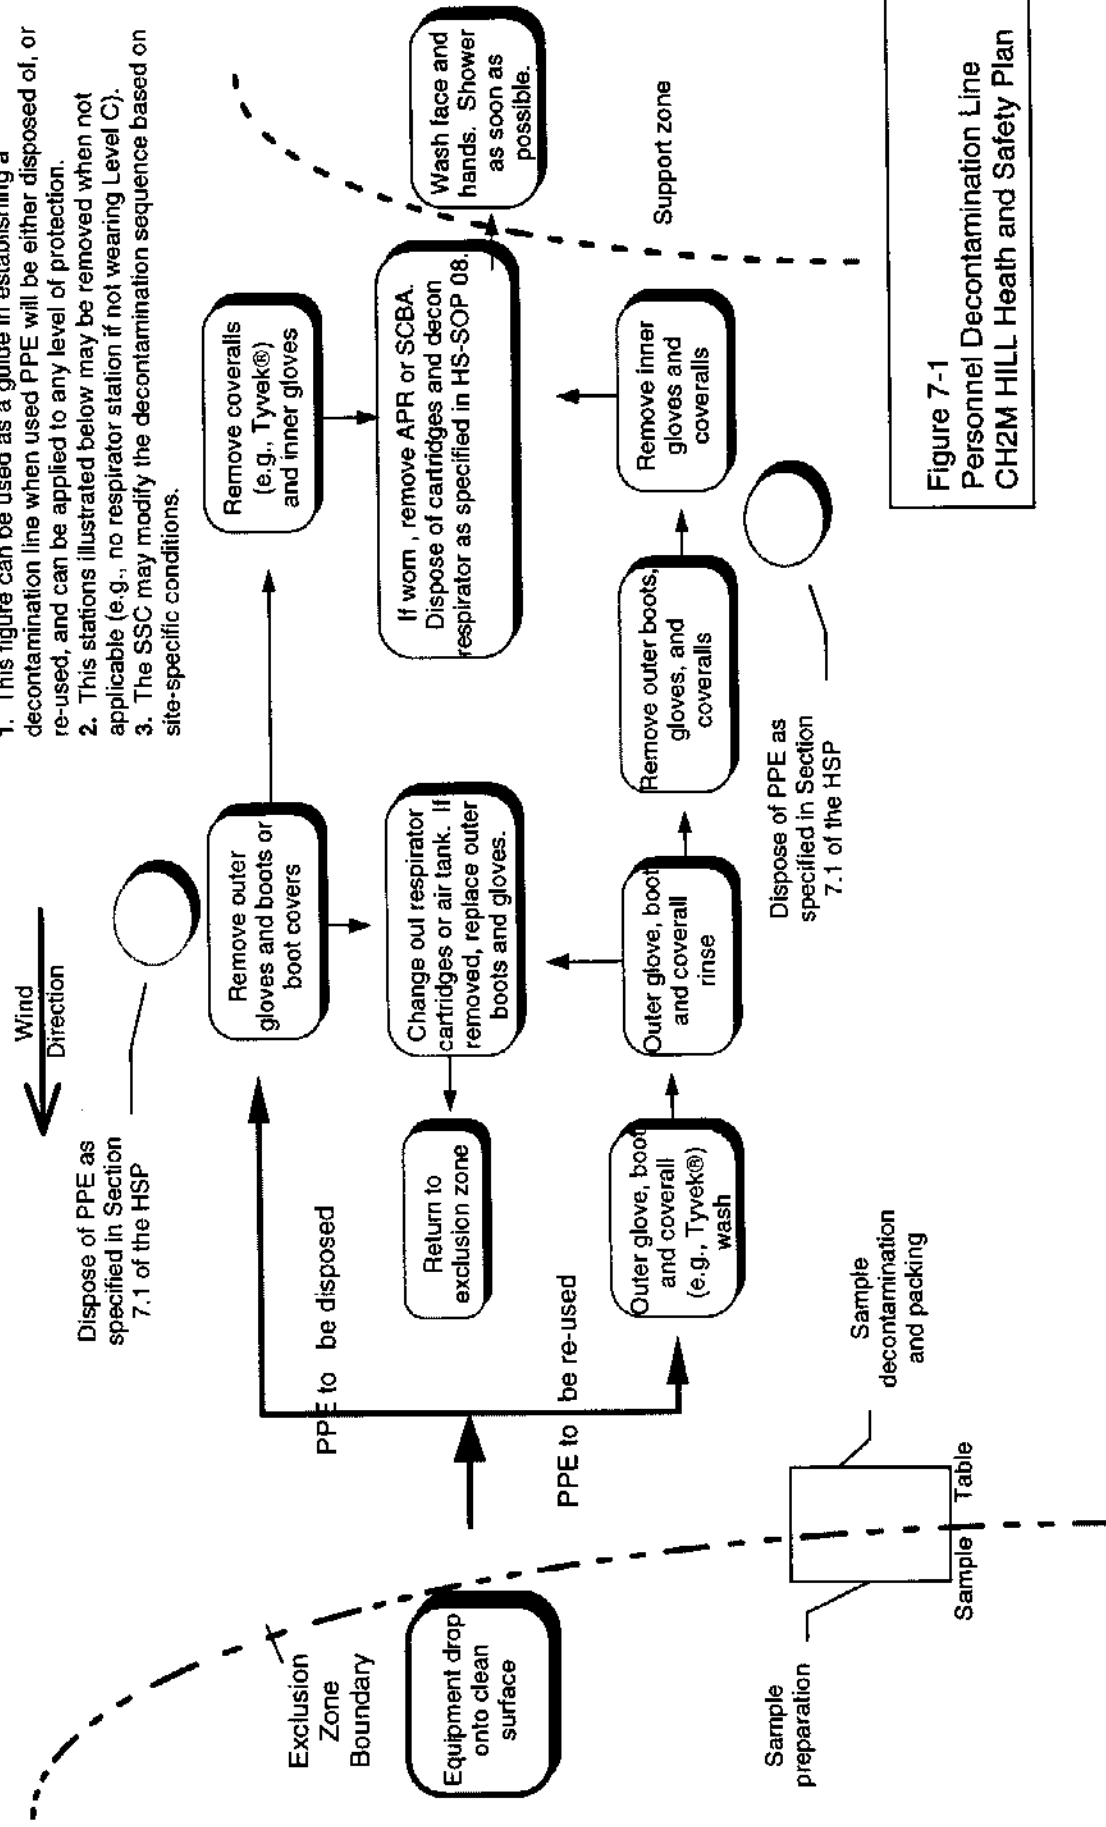 1. This figure can be used as a guide in establishing a
decontamination line when used PPE will be either disposed of, or
re-used, and can be applied to any level of protection.
2. This stations illustrated below may be removed when not
applicable (e.g., no respirator station if not wearing Level C).
3. The SSC may modify the decontamination sequence based on
site-specific conditions.
Wind
Direction
Dispose of PPE as
specified in Section
7.1 of the HSP
Remove outer
gloves and boots or
boot covers
Remove coveralls
(e.g., Tyvek®)
and inner gloves
Exclusion
Zone
Boundary
PPE to be disposed
Equipment drop
onto clean
surface
Return to
exclusion zone
Change out respirator
cartridges or air tank. If
removed, replace outer
boots and gloves.
If worn , remove APR or SCBA.
Dispose of cartridges and decon
respirator as specified in HS-SOP 08.
Wash face and
hands. Shower
as soon as
possible.
PPE to be re-used
Outer glove, boot
and coverall
(e.g., Tyvek®)
wash
Outer glove, boot
and coverall
rinse
Remove outer boots,
gloves, and
coveralls
Remove inner
gloves and
coveralls
Support zone
Dispose of PPE as
specified in Section
7.1 of the HSP
Sample
preparation
Sample Table
Sample
decontamination
and packing
Figure 7-1
Personnel Decontamination Line
CH2M HILL Heath and Safety Plan